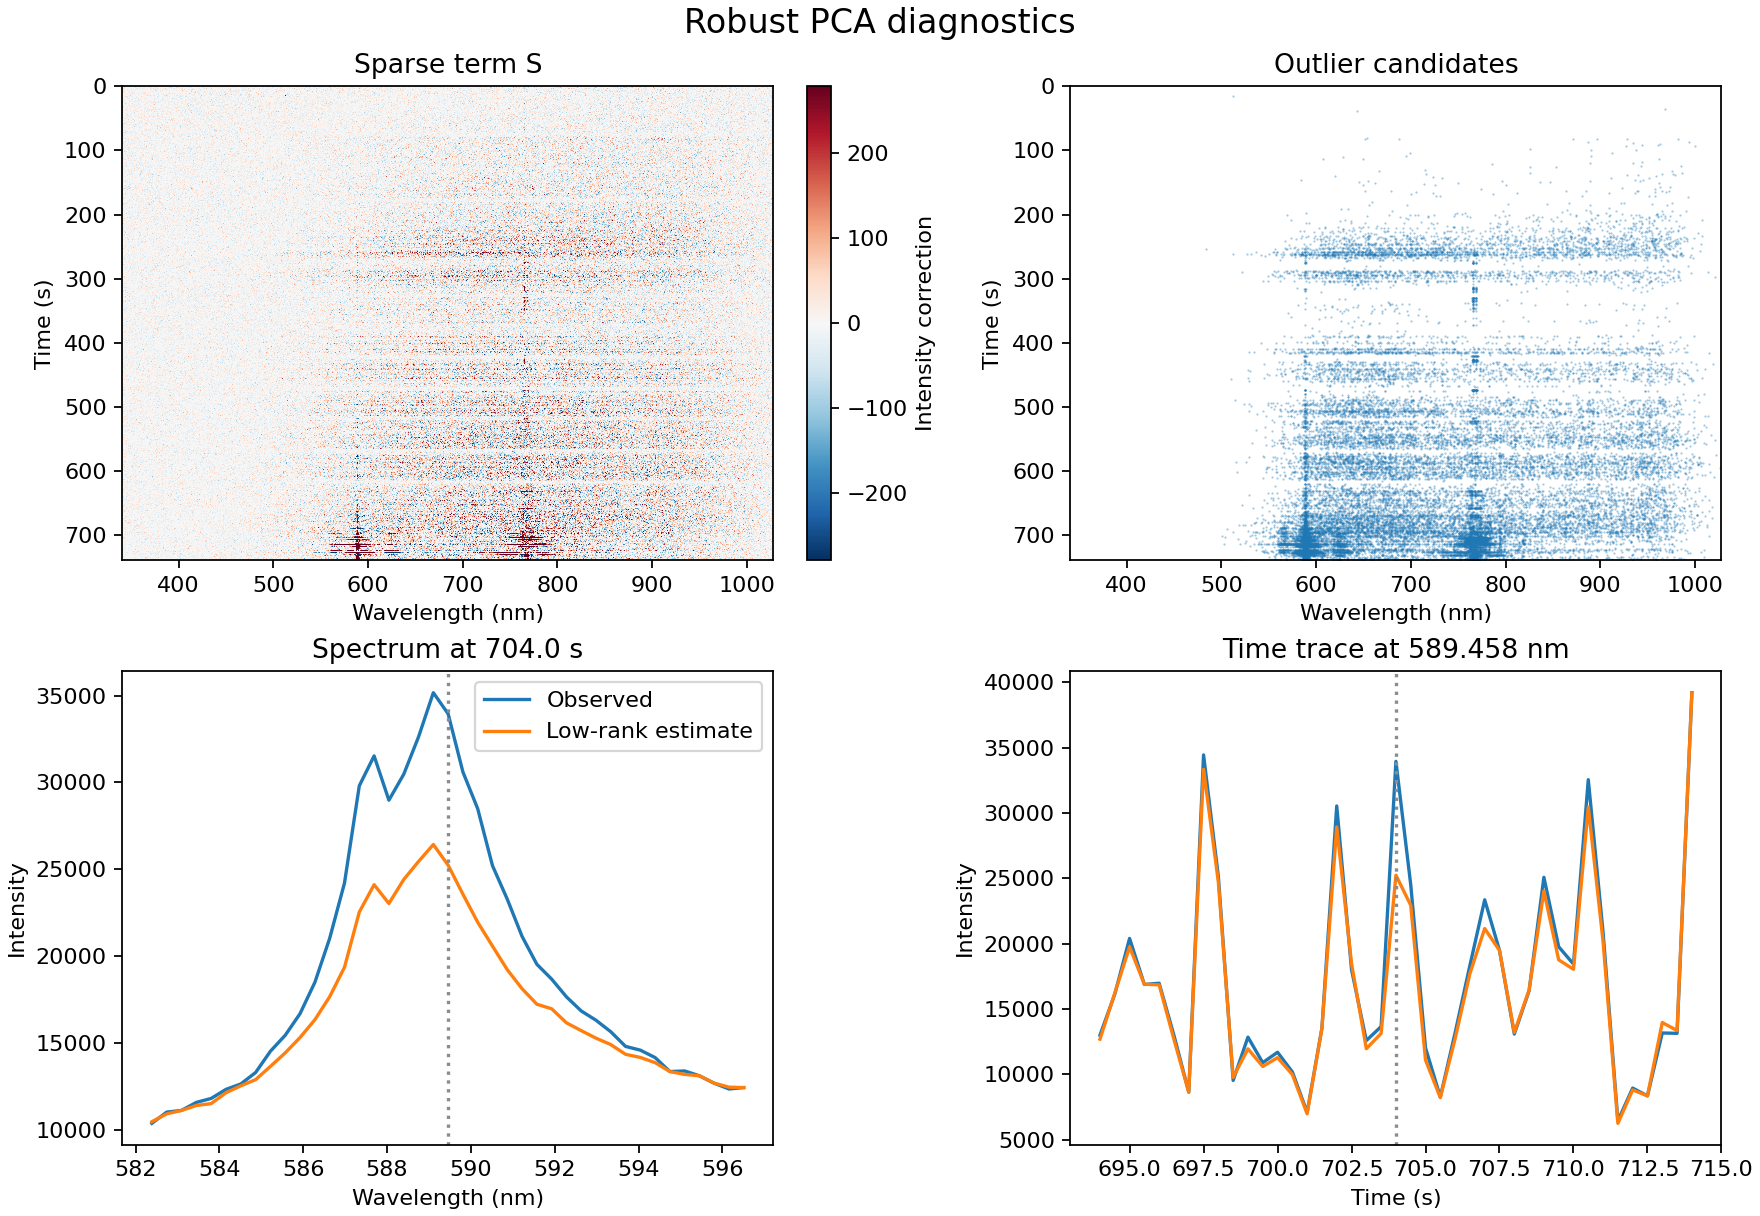 Robust PCA diagnostics
Sparse term S
0
100
200
300
400
500
600
700
Time (s)
400 500 600 700 800 900 1000
Wavelength (nm)
200
100
0
−100
−200
Intensity correction
Outlier candidates
0
100
200
300
400
500
600
700
Time (s)
400 500 600 700 800 900 1000
Wavelength (nm)
Spectrum at 704.0 s
35000
30000
25000
20000
15000
10000
Intensity
Observed
Low-rank estimate
582 584 586 588 590 592 594 596
Wavelength (nm)
Time trace at 589.458 nm
40000
35000
30000
25000
20000
15000
10000
5000
Intensity
695.0 697.5 700.0 702.5 705.0 707.5 710.0 712.5 715.0
Time (s)